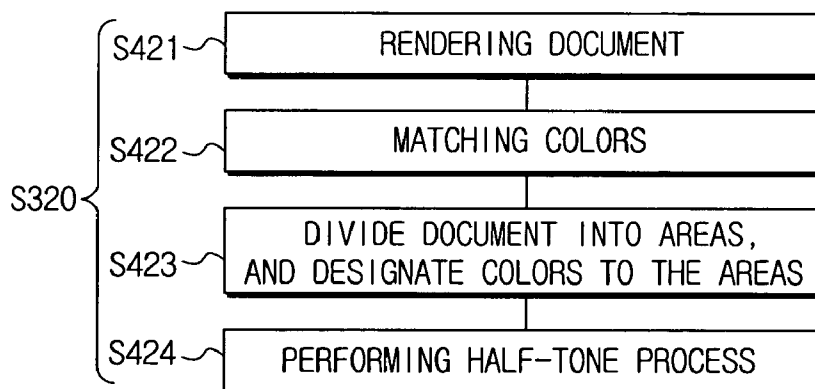 S421 RENDERING DOCUMENT
S422 MATCHING COLORS
S320
S423 DIVIDE DOCUMENT INTO AREAS,
AND DESIGNATE COLORS TO THE AREAS
S424 PERFORMING HALF-TONE PROCESS